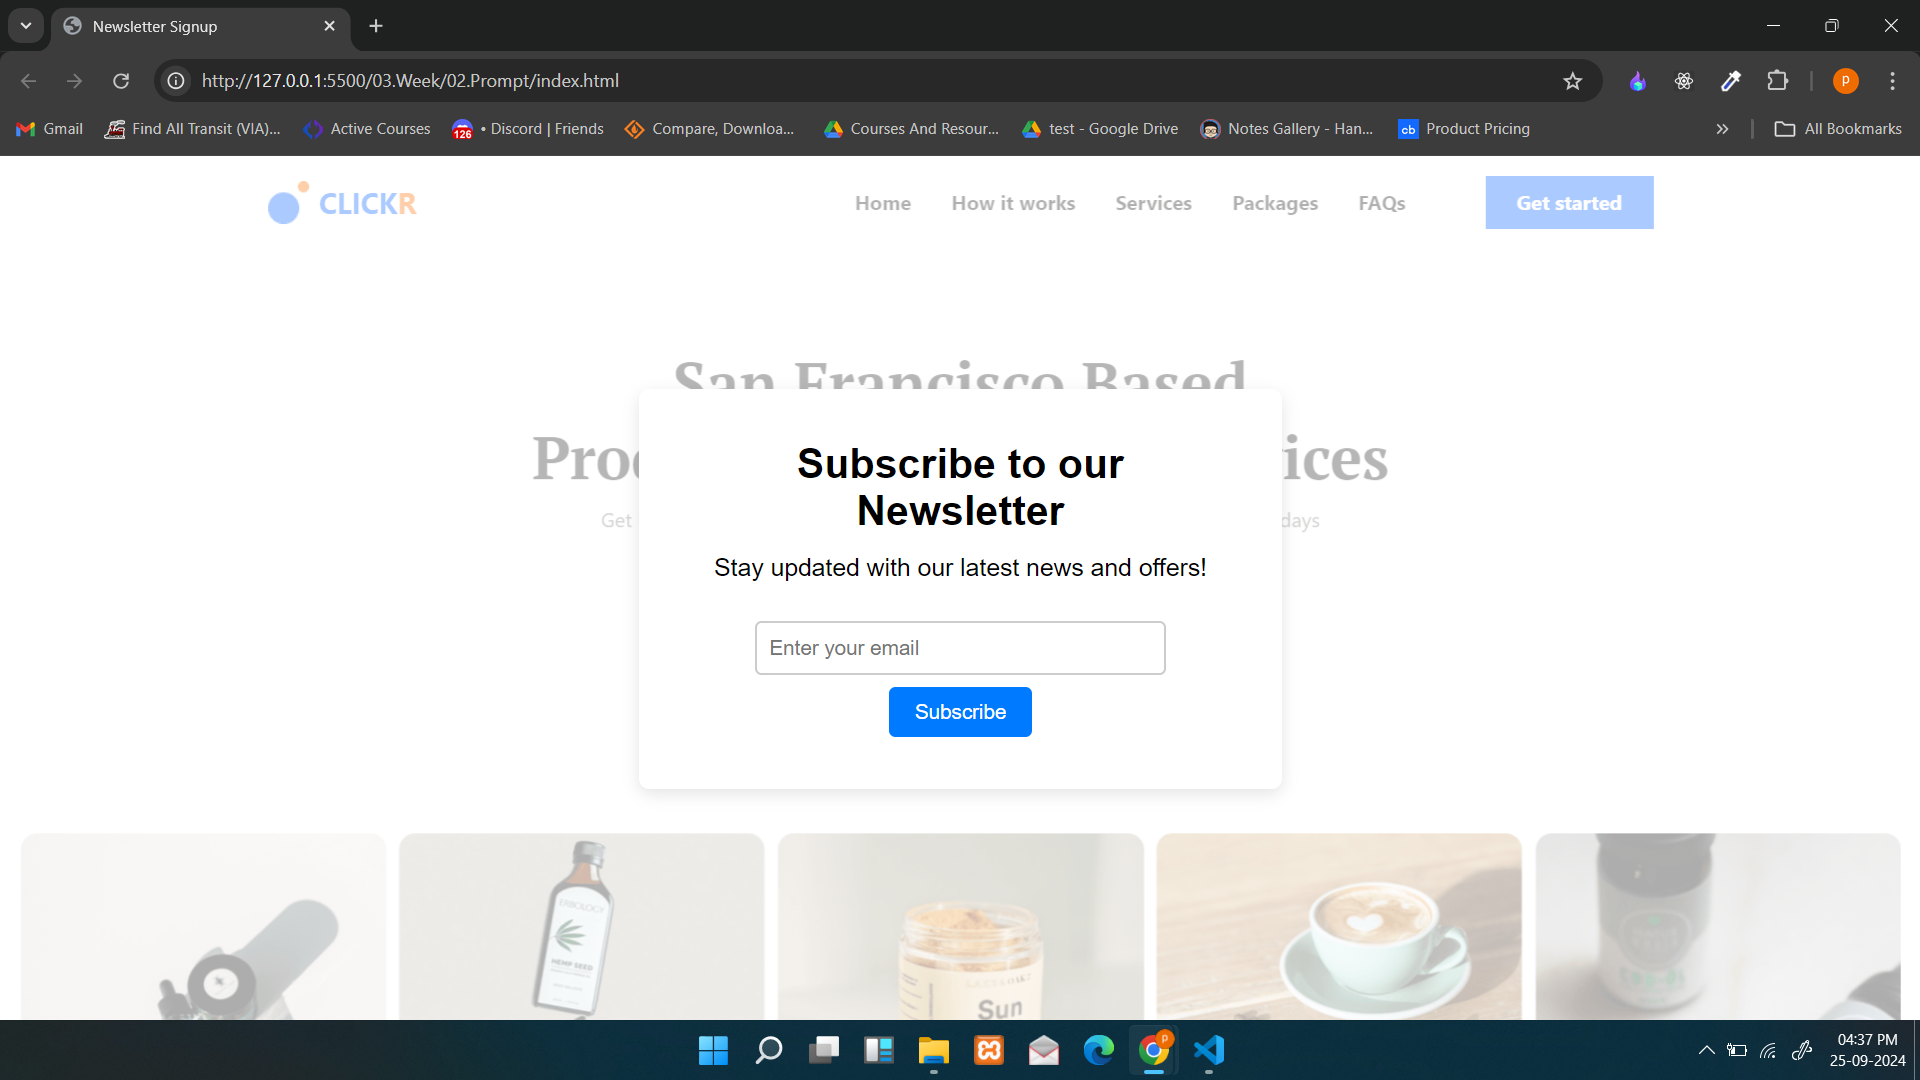 Newsletter Signup
http://127.0.0.1:5500/03.Week/02.Prompt/index.html
P
Gmail
Find All Transit (VIA)...
Active Courses
126
• Discord | Friends
Compare, Downloa...
Courses And Resour...
test - Google Drive
Notes Gallery - Han...
cb
Product Pricing
All Bookmarks
CLICKR
Home
How it works
Services
Packages
FAQs
Get started
San Francisco Based
ices
Get
days
Subscribe to our
Newsletter
Stay updated with our latest news and offers!
Enter your email
Subscribe
ERBOLOGY
HEMP SEED
Sun
P
04:37 PM
25-09-2024